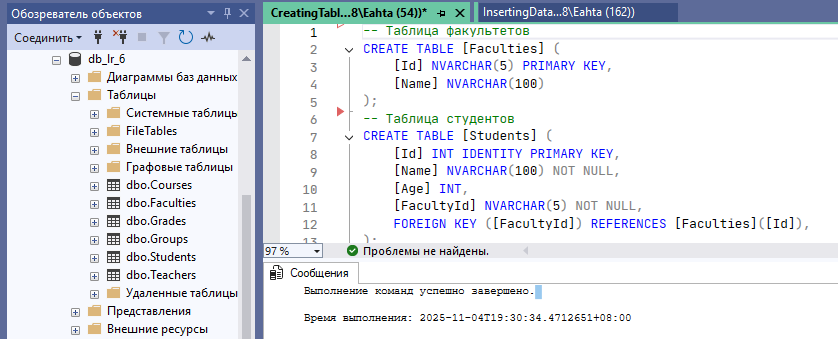 Обозреватель объектов
Соединить
db_lr_6
Диаграммы баз данных
Таблицы
Системные таблицы
FileTables
Внешние таблицы
Графовые таблицы
dbo.Courses
dbo.Faculties
dbo.Grades
dbo.Groups
dbo.Students
dbo.Teachers
Удаленные таблицы
Представления
Внешние ресурсы
CreatingTabl...8\Eahta (54))*
InsertingData...8\Eahta (162))
1 -- Таблица факультетов
2 CREATE TABLE [Faculties] (
3 [Id] NVARCHAR(5) PRIMARY KEY,
4 [Name] NVARCHAR(100)
5 );
6 -- Таблица студентов
7 CREATE TABLE [Students] (
8 [Id] INT IDENTITY PRIMARY KEY,
9 [Name] NVARCHAR(100) NOT NULL,
10 [Age] INT,
11 [FacultyId] NVARCHAR(5) NOT NULL,
12 FOREIGN KEY ([FacultyId]) REFERENCES [Faculties]([Id]),
13 );
97 %
Проблемы не найдены.
Сообщения
Выполнение команд успешно завершено.
Время выполнения: 2025-11-04T19:30:34.4712651+08:00